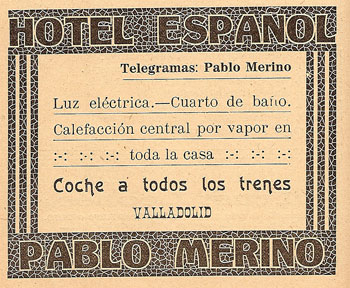 HOTEL ESPAÑOL
Telegramas: Pablo Merino
Luz eléctrica.—Cuarto de baño.
Calefacción central por vapor en
:-: :-: :-: toda la casa :-: :-: :-:
Coche a todos los trenes
VALLADOLID
PABLO MERINO